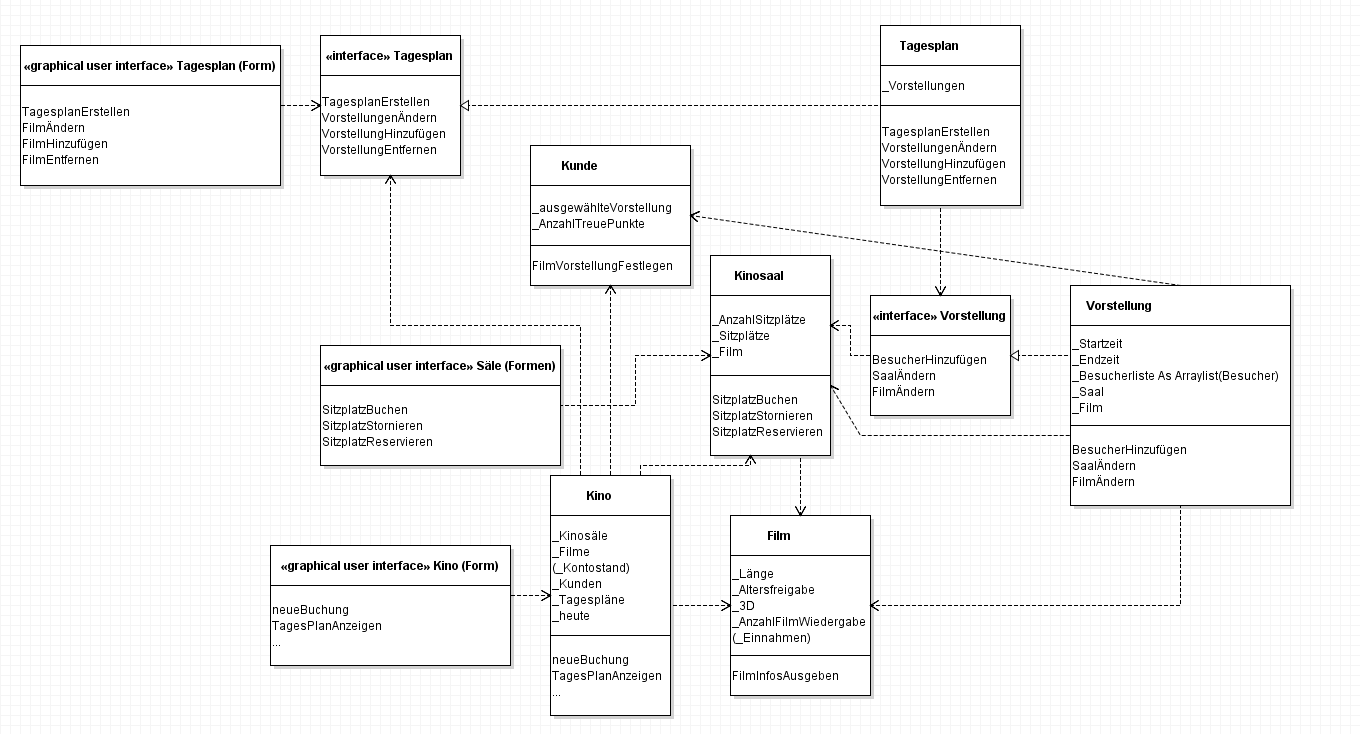 «graphical user interface» Tagesplan (Form)
TagesplanErstellen
FilmÄndern
FilmHinzufügen
FilmEntfernen
«interface» Tagesplan
TagesplanErstellen
VorstellungenÄndern
VorstellungHinzufügen
VorstellungEntfernen
Tagesplan
_Vorstellungen
TagesplanErstellen
VorstellungenÄndern
VorstellungHinzufügen
VorstellungEntfernen
Kunde
_ausgewählteVorstellung
_AnzahlTreuePunkte
FilmVorstellungFestlegen
Kinosaal
_AnzahlSitzplätze
_Sitzplätze
_Film
SitzplatzBuchen
SitzplatzStornieren
SitzplatzReservieren
«interface» Vorstellung
BesucherHinzufügen
SaalÄndern
FilmÄndern
Vorstellung
_Startzeit
_Endzeit
_Besucherliste As Arraylist(Besucher)
_Saal
_Film
BesucherHinzufügen
SaalÄndern
FilmÄndern
«graphical user interface» Säle (Formen)
SitzplatzBuchen
SitzplatzStornieren
SitzplatzReservieren
Kino
_Kinosäle
_Filme
(_Kontostand)
_Kunden
_Tagespläne
_heute
neueBuchung
TagesPlanAnzeigen
...
Film
_Länge
_Altersfreigabe
_3D
_AnzahlFilmWiedergabe
(_Einnahmen)
FilmInfosAusgeben
«graphical user interface» Kino (Form)
neueBuchung
TagesPlanAnzeigen
...